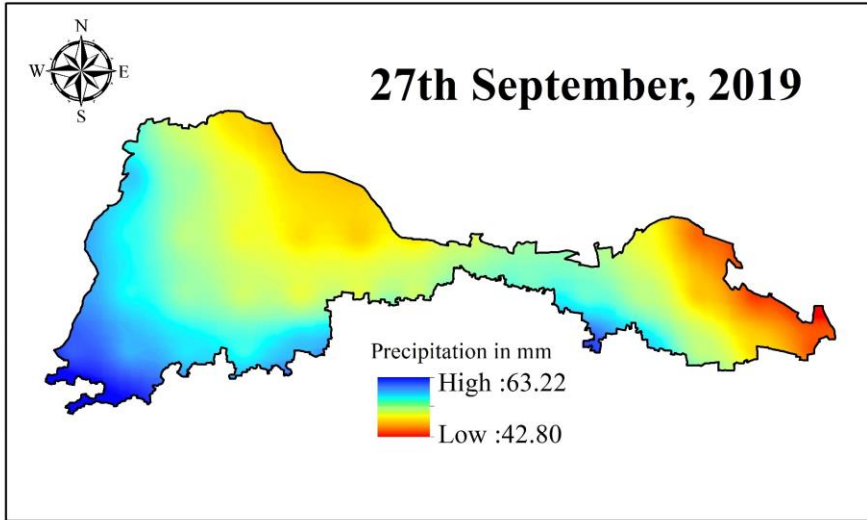 N
W E
S
27th September, 2019
Precipitation in mm
High :63.22
Low :42.80